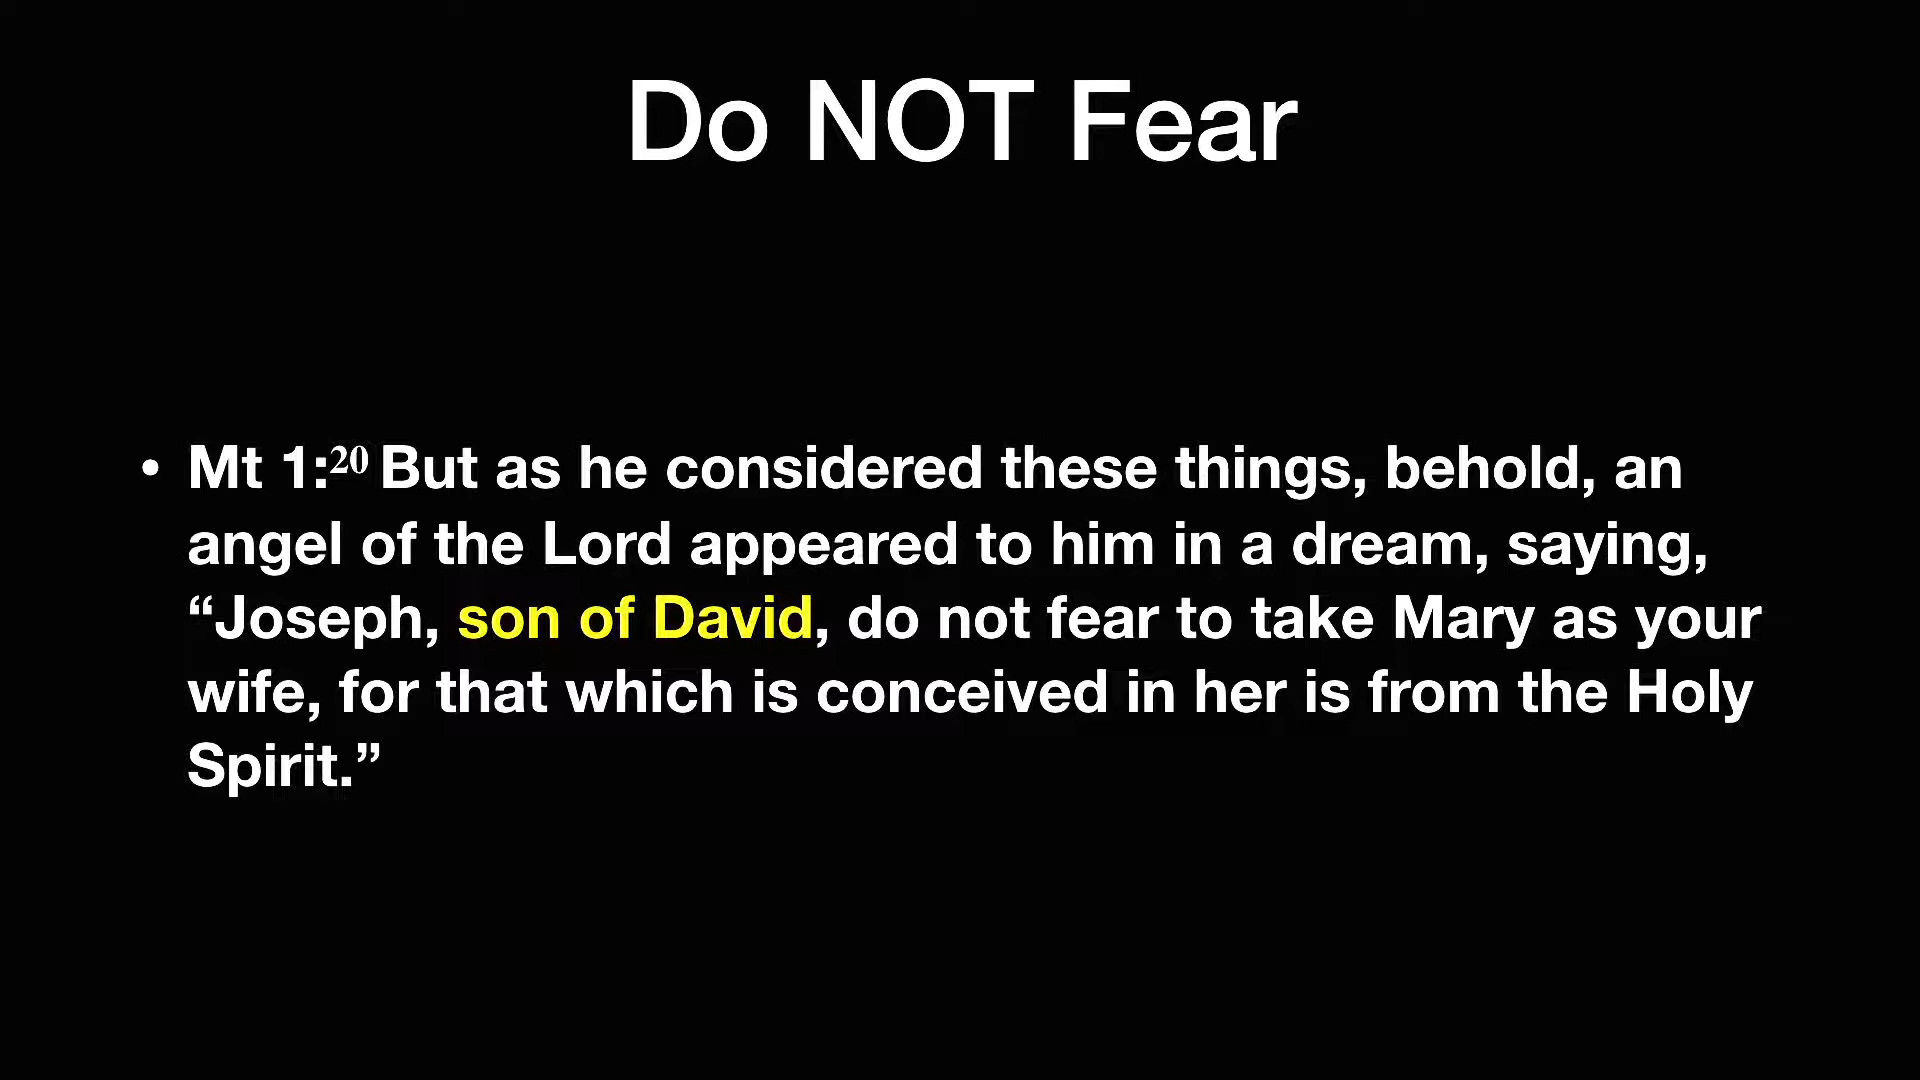 Do NOT Fear
• Mt 1:20 But as he considered these things, behold, an
angel of the Lord appeared to him in a dream, saying,
“Joseph, son of David, do not fear to take Mary as your
wife, for that which is conceived in her is from the Holy
Spirit.”